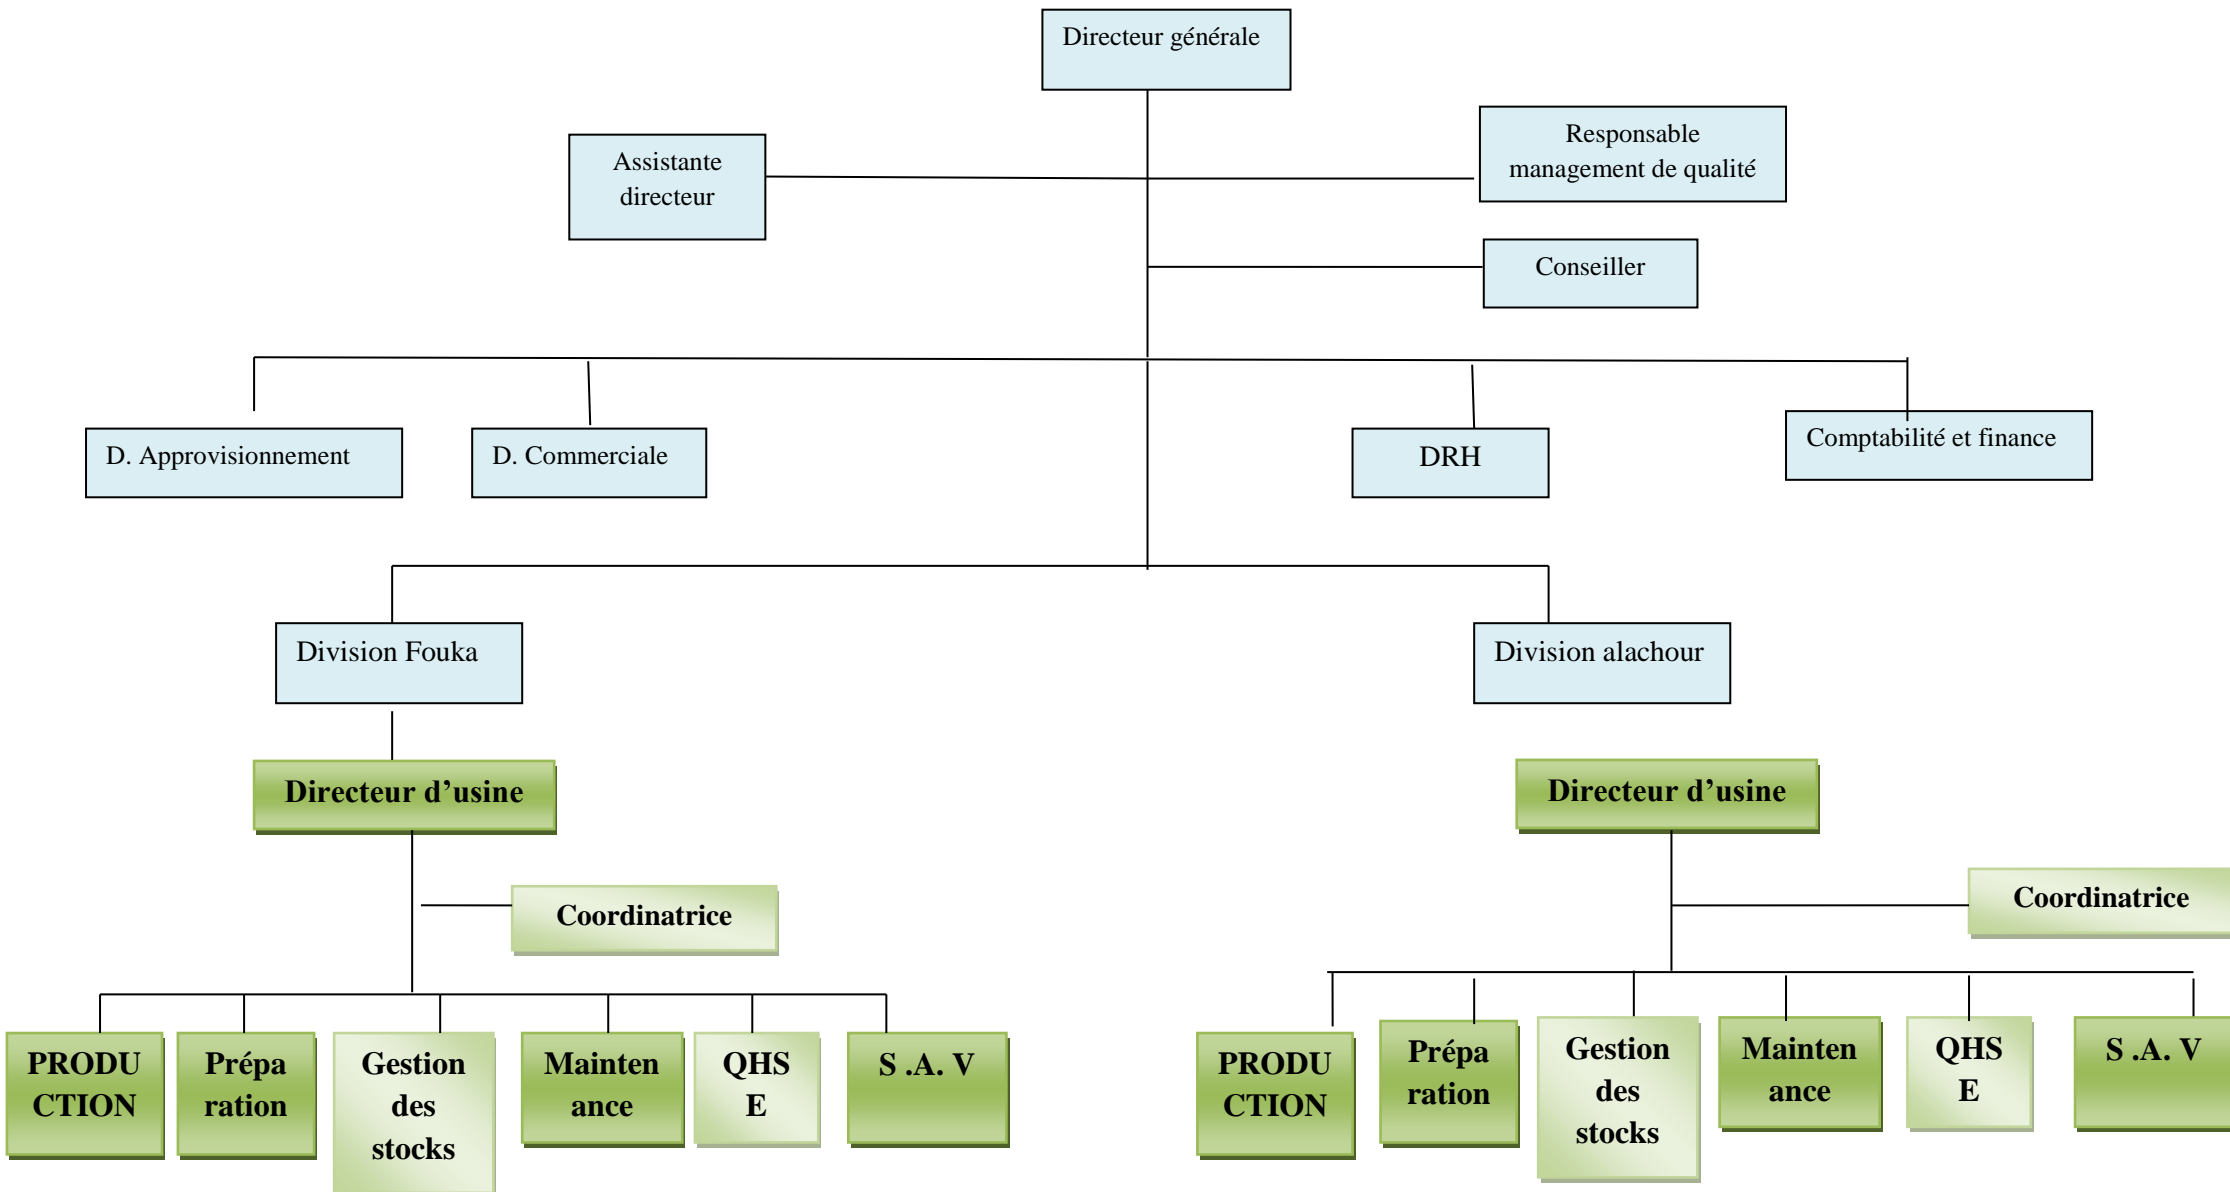 Directeur générale
Assistante
directeur
Responsable
management de qualité
Conseiller
D. Approvisionnement
D. Commerciale
DRH
Comptabilité et finance
Division Fouka
Division alachour
Directeur d’usine
Directeur d’usine
Coordinatrice
Coordinatrice
PRODU
CTION
Prépa
ration
Gestion
des
stocks
Mainten
ance
QHS
E
S .A. V
PRODU
CTION
Prépa
ration
Gestion
des
stocks
Mainten
ance
QHS
E
S .A. V